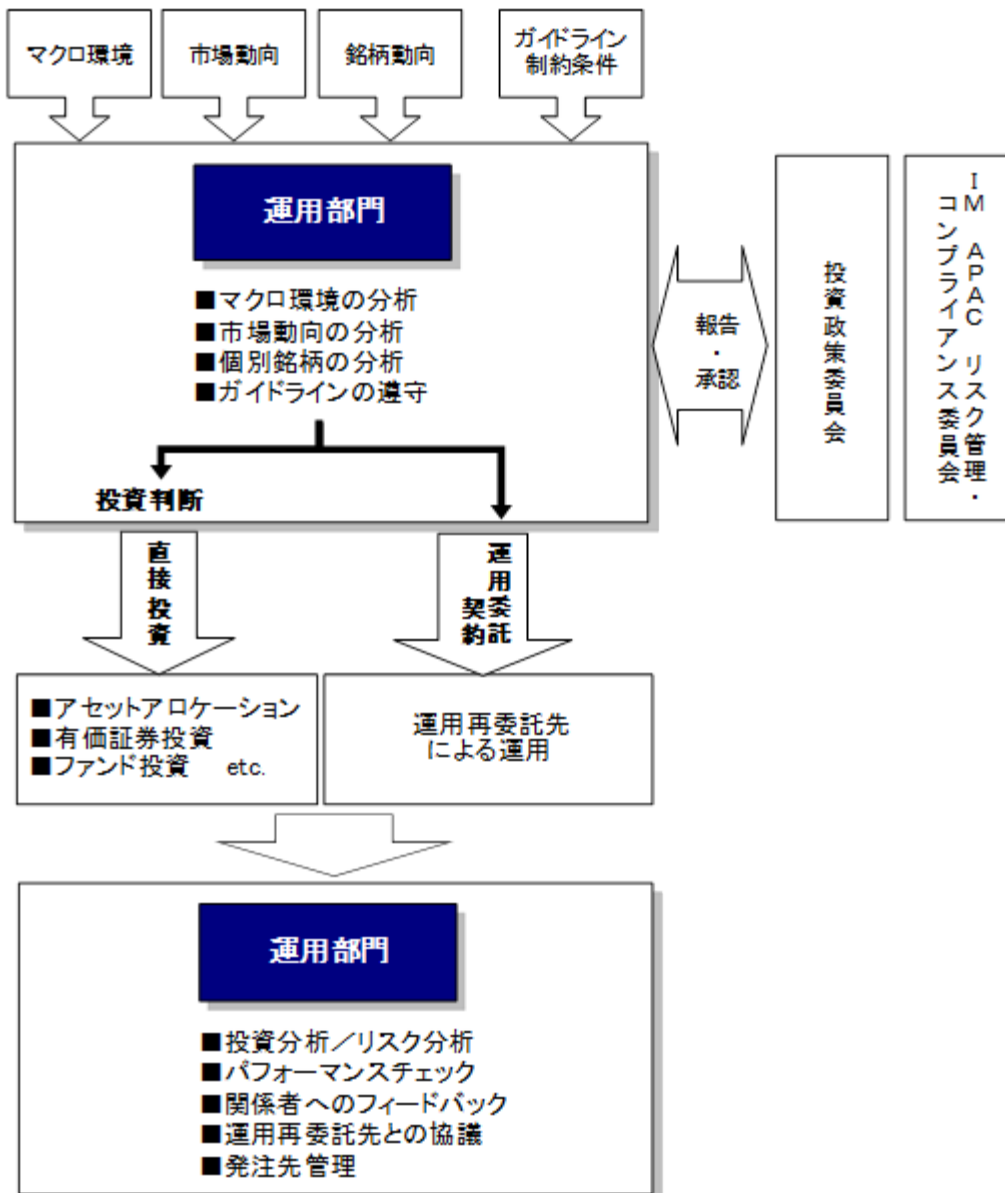 マクロ環境
市場動向
銘柄動向
ガイドライン
制約条件
運用部門
■マクロ環境の分析
■市場動向の分析
■個別銘柄の分析
■ガイドラインの遵守
投資判断
報告
・
承認
投資政策委員会
IM APAC リスク管理・
コンプライアンス委員会
直接投資
運用委託
契約
■アセットアロケーション
■有価証券投資
■ファンド投資 etc.
運用再委託先
による運用
運用部門
■投資分析／リスク分析
■パフォーマンスチェック
■関係者へのフィードバック
■運用再委託先との協議
■発注先管理